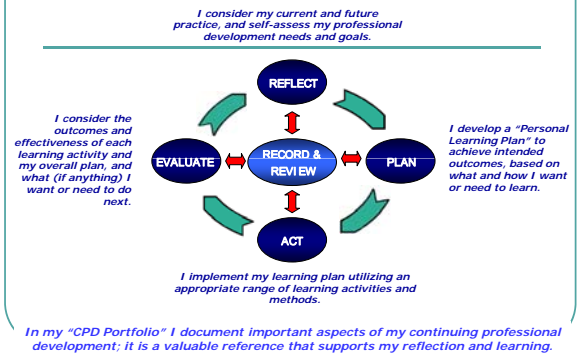 I consider my current and future
practice, and self-assess my professional
development needs and goals.
REFLECT
I consider the
outcomes and
effectiveness of each
learning activity and
my overall plan, and
what (if anything) I
want or need to do
next.
EVALUATE
RECORD &
REVIEW
PLAN
I develop a "Personal
Learning Plan" to
achieve intended
outcomes, based on
what and how I want
or need to learn.
ACT
I implement my learning plan utilizing an
appropriate range of learning activities and
methods.
In my "CPD Portfolio" I document important aspects of my continuing professional
development; it is a valuable reference that supports my reflection and learning.